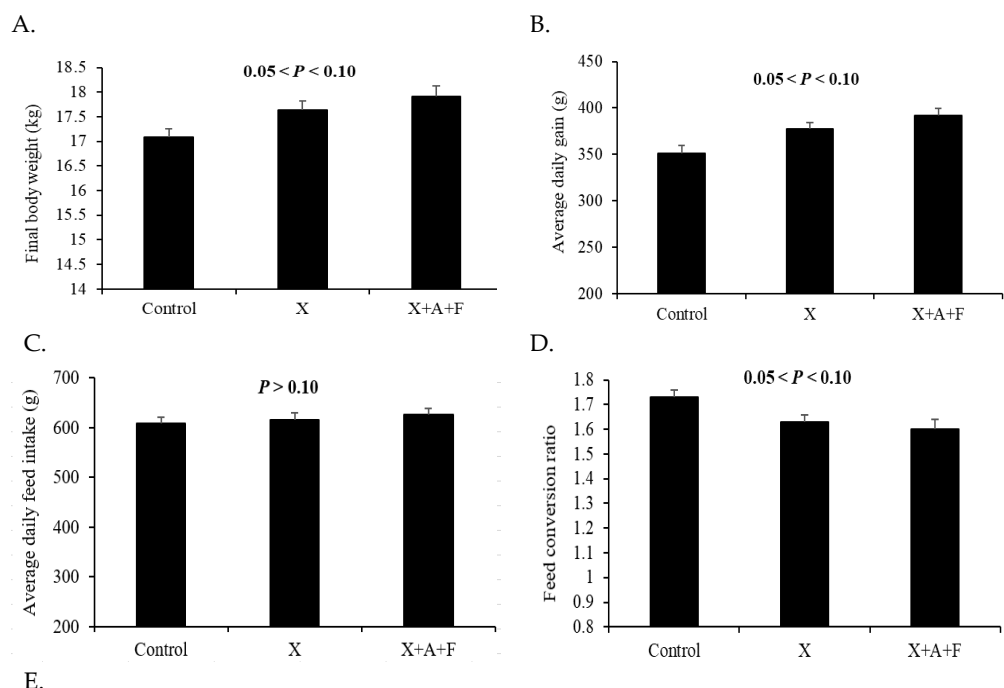 A.
Final body weight (kg)
0.05 < P < 0.10
18.5
18
17.5
17
16.5
16
15.5
15
14.5
14
Control X X+A+F
B.
Average daily gain (g)
0.05 < P < 0.10
450
400
350
300
250
200
Control X X+A+F
C.
Average daily feed intake (g)
P > 0.10
700
600
500
400
300
200
Control X X+A+F
D.
Feed conversion ratio
0.05 < P < 0.10
1.8
1.7
1.6
1.5
1.4
1.3
1.2
1.1
1
0.9
0.8
Control X X+A+F
E.